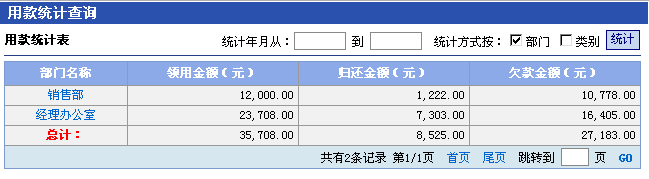 用款统计查询
用款统计表 统计年月从： 到 统计方式按： 部门 类别 统计
部门名称 领用金额（元） 归还金额（元） 欠款金额（元）
销售部 12,000.00 1,222.00 10,778.00
经理办公室 23,708.00 7,303.00 16,405.00
总计： 35,708.00 8,525.00 27,183.00
共有2条记录 第1/1页 首页 尾页 跳转到 页 GO